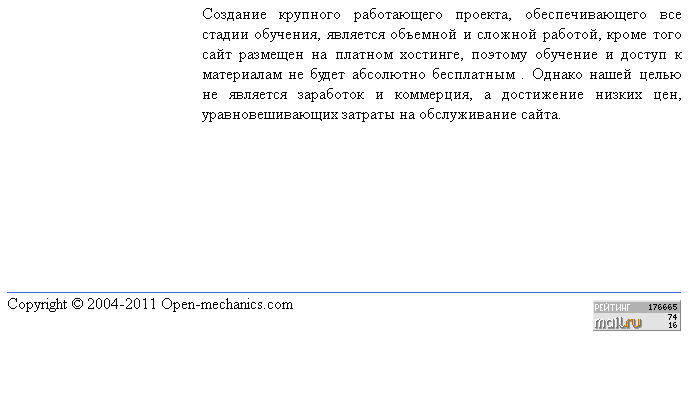 Создание крупного работающего проекта, обеспечивающего все
стадии обучения, является объемной и сложной работой, кроме того
сайт размещен на платном хостинге, поэтому обучение и доступ к
материалам не будет абсолютно бесплатным . Однако нашей целью
не является заработок и коммерция, а достижение низких цен,
уравновешивающих затраты на обслуживание сайта.
Copyright © 2004-2011 Open-mechanics.com
РЕЙТИНГ 176665
74
mail.ru 16